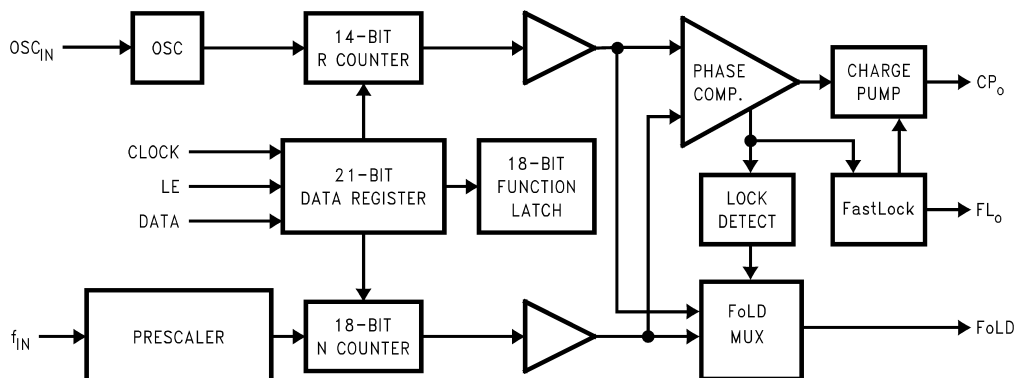 OSC_IN
OSC
14-BIT
R COUNTER
PHASE
COMP.
CHARGE
PUMP
CP_o
CLOCK
LE
DATA
21-BIT
DATA REGISTER
18-BIT
FUNCTION
LATCH
LOCK
DETECT
FastLock
FL_o
f_IN
PRESCALER
18-BIT
N COUNTER
FoLD
MUX
FoLD